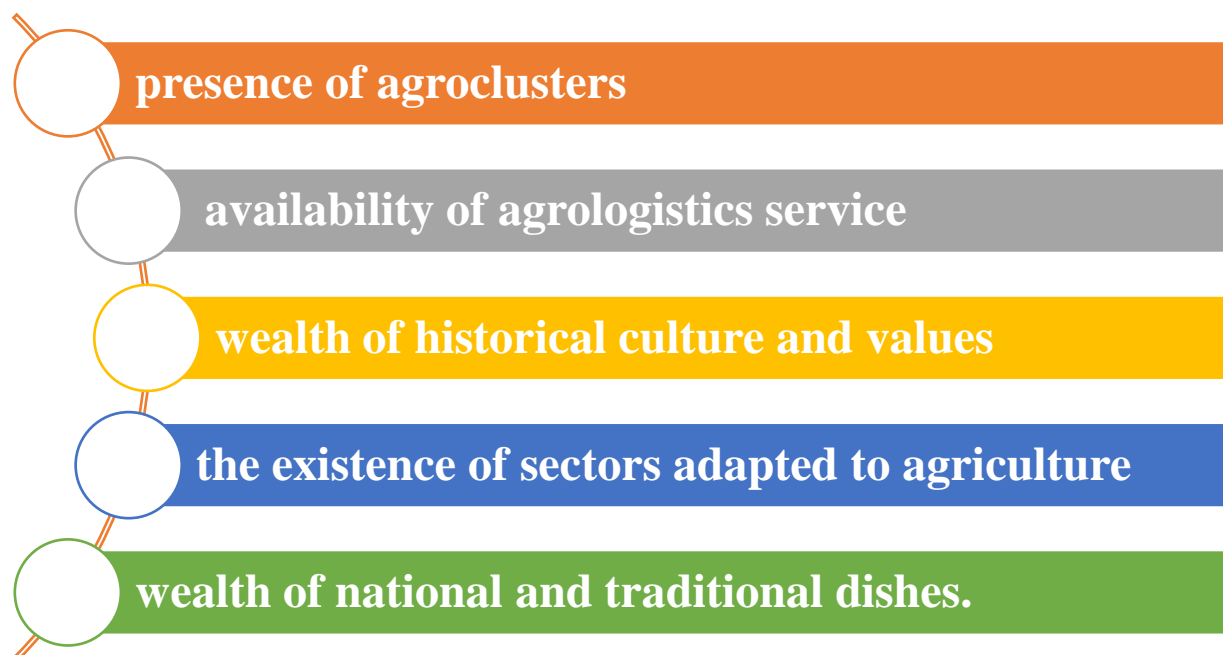 presence of agroclusters
availability of agrologistics service
wealth of historical culture and values
the existence of sectors adapted to agriculture
wealth of national and traditional dishes.